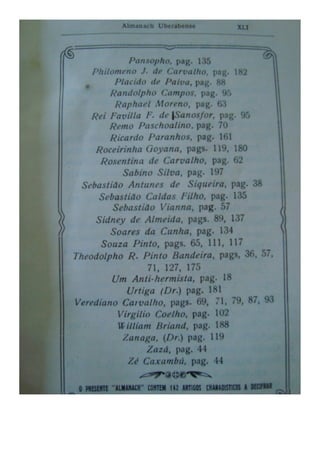 Almanach Uberabense XLI
Pansopho, pag. 135
Philomeno J. de Carvalho, pag. 182
Placido de Paiva, pag. 88
Randolpho Campos, pag. 95
Raphael Moreno, pag. 63
Rei Favilla F. de Sanosfor, pag. 95
Remo Paschoalino, pag. 70
Ricardo Paranhos, pag. 161
Roceirinha Goyana, pags. 119, 180
Rosentina de Carvalho, pag. 62
Sabino Silva, pag. 197
Sebastião Antunes de Siqueira, pag. 38
Sebastião Caldas Filho, pag. 135
Sebastião Vianna, pag. 57
Sidney de Almeida, pags. 89, 137
Soares da Cunha, pag. 134
Souza Pinto, pags. 65, 111, 117
Theodolpho R. Pinto Bandeira, pags, 36, 57,
71, 127, 175
Um Anti-hermista, pag. 18
Urtiga (Dr.) pag. 181
Verediano Carvalho, pags. 69, 71, 79, 87, 93
Virgilio Coelho, pag. 102
William Briand, pag. 188
Zanaga, (Dr.) pag. 119
Zazá, pag. 44
Zé Caxambú, pag. 44
O PRESENTE "ALMANACH" CONTEM 142 ARTIGOS CHARADISTICOS A DECIFRAR